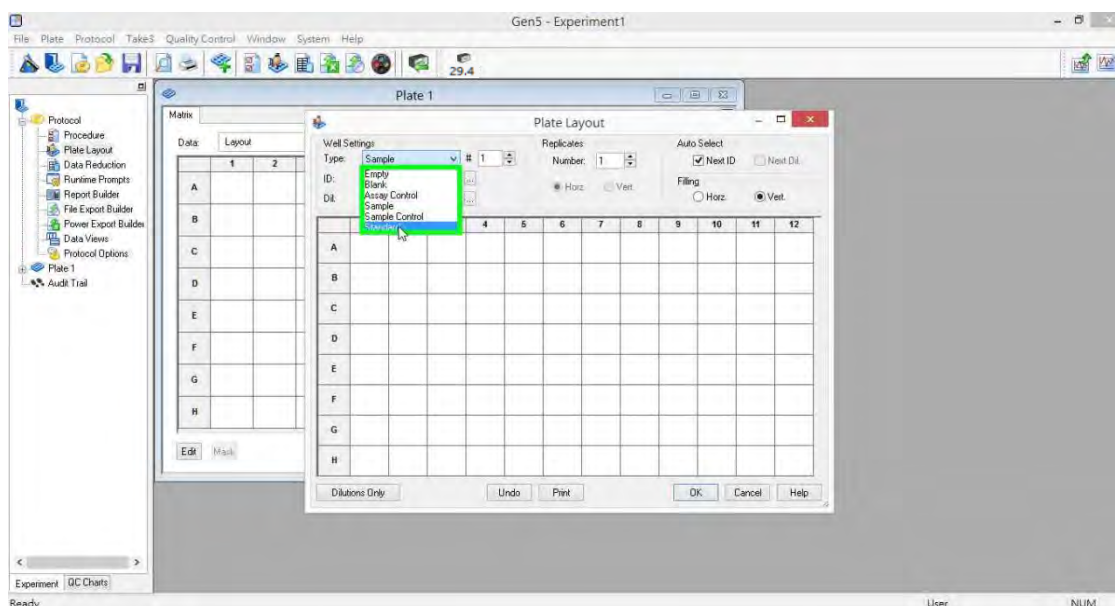 Gen5 - Experiment1
File Plate Protocol Take3 Quality Control Window System Help
29.4
Protocol
Procedure
Plate Layout
Data Reduction
Runtime Prompts
Report Builder
File Export Builder
Power Export Builder
Data Views
Protocol Options
Plate 1
Audit Trail
Experiment QC Charts
Ready
User NUM
Plate 1
Matrix
Data: Layout
1 2
A
B
C
D
E
F
G
H
Edit Mask
Plate Layout
Well Settings Replicates Auto Select
Type: Sample # 1 Number: 1 Next ID Next Dil.
ID: ... Horz. Vert. Filling
Dil: ... Horz. Vert.
Empty
Blank
Assay Control
Sample
Sample Control
Standard
4 5 6 7 8 9 10 11 12
A
B
C
D
E
F
G
H
Dilutions Only Undo Print OK Cancel Help